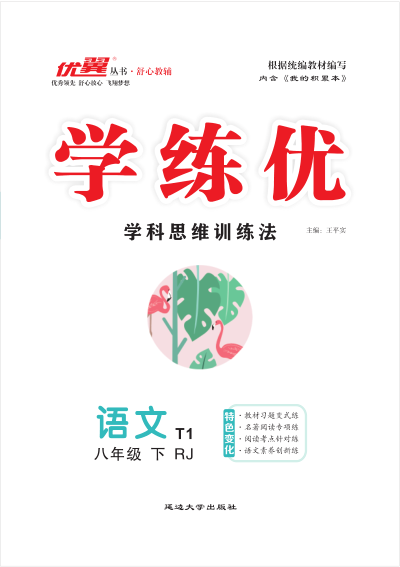 优翼®丛书·舒心教辅
优秀领先 舒心放心 飞翔梦想
根据统编教材编写
内含《我的积累本》
学练优
学科思维训练法
主编：王平实
语文 T1
八年级 下 RJ
特色变化
·教材习题变式练
·名著阅读专项练
·阅读考点针对练
·语文素养创新练
延边大学出版社